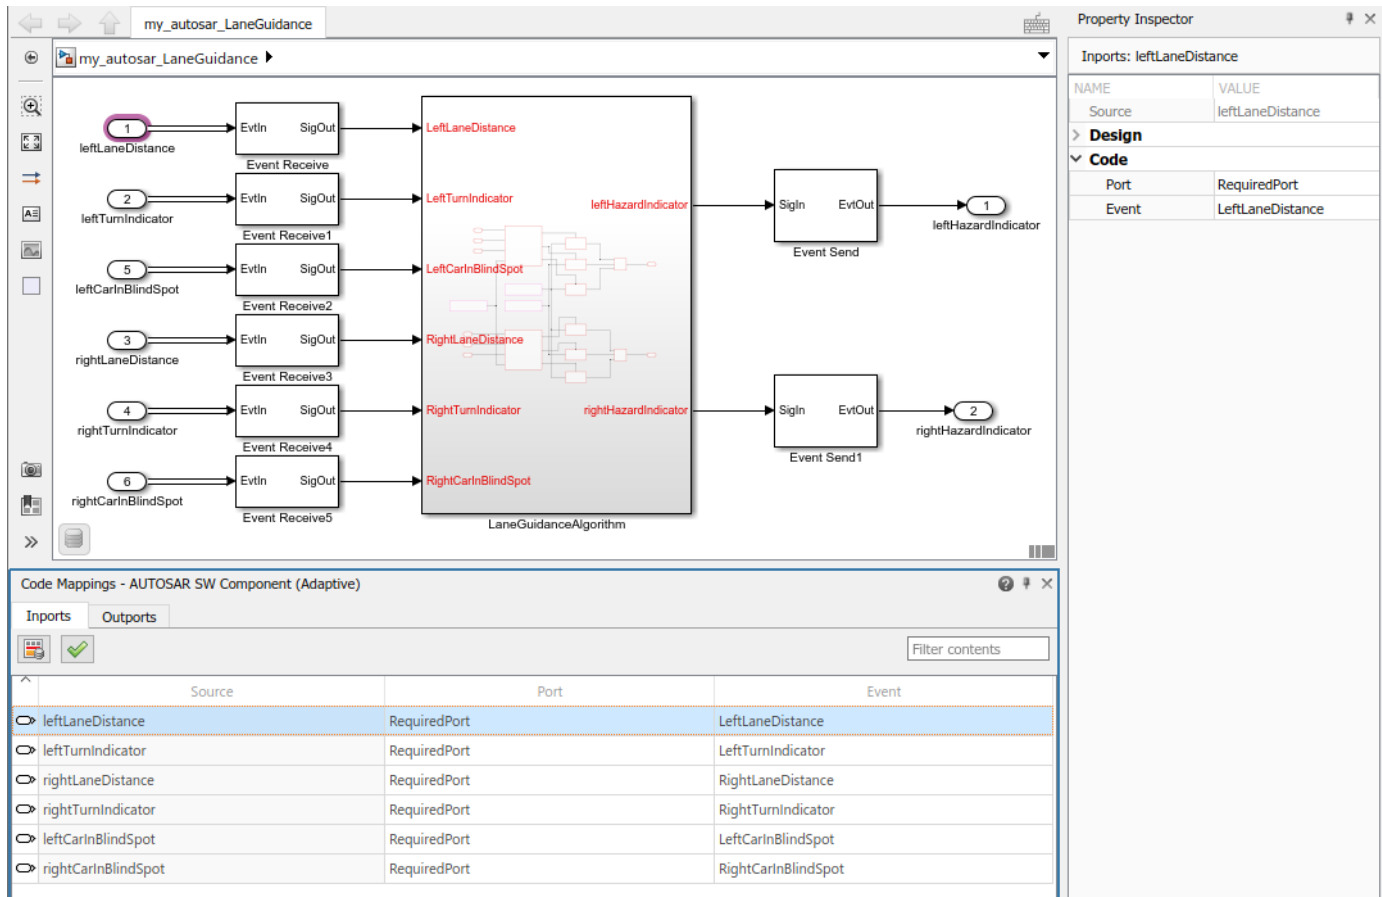 my_autosar_LaneGuidance
my_autosar_LaneGuidance
1
leftLaneDistance
EvtIn SigOut
Event Receive
LeftLaneDistance
2
leftTurnIndicator
EvtIn SigOut
Event Receive1
LeftTurnIndicator
5
leftCarInBlindSpot
EvtIn SigOut
Event Receive2
LeftCarInBlindSpot
3
rightLaneDistance
EvtIn SigOut
Event Receive3
RightLaneDistance
4
rightTurnIndicator
EvtIn SigOut
Event Receive4
RightTurnIndicator
6
rightCarInBlindSpot
EvtIn SigOut
Event Receive5
RightCarInBlindSpot
LaneGuidanceAlgorithm
leftHazardIndicator
SigIn EvtOut
Event Send
1
leftHazardIndicator
rightHazardIndicator
SigIn EvtOut
Event Send1
2
rightHazardIndicator
Property Inspector
Inports: leftLaneDistance
NAME VALUE
Source leftLaneDistance
Design
Code
Port RequiredPort
Event LeftLaneDistance
Code Mappings - AUTOSAR SW Component (Adaptive)
Inports Outports
Filter contents
Source Port Event
leftLaneDistance RequiredPort LeftLaneDistance
leftTurnIndicator RequiredPort LeftTurnIndicator
rightLaneDistance RequiredPort RightLaneDistance
rightTurnIndicator RequiredPort RightTurnIndicator
leftCarInBlindSpot RequiredPort LeftCarInBlindSpot
rightCarInBlindSpot RequiredPort RightCarInBlindSpot